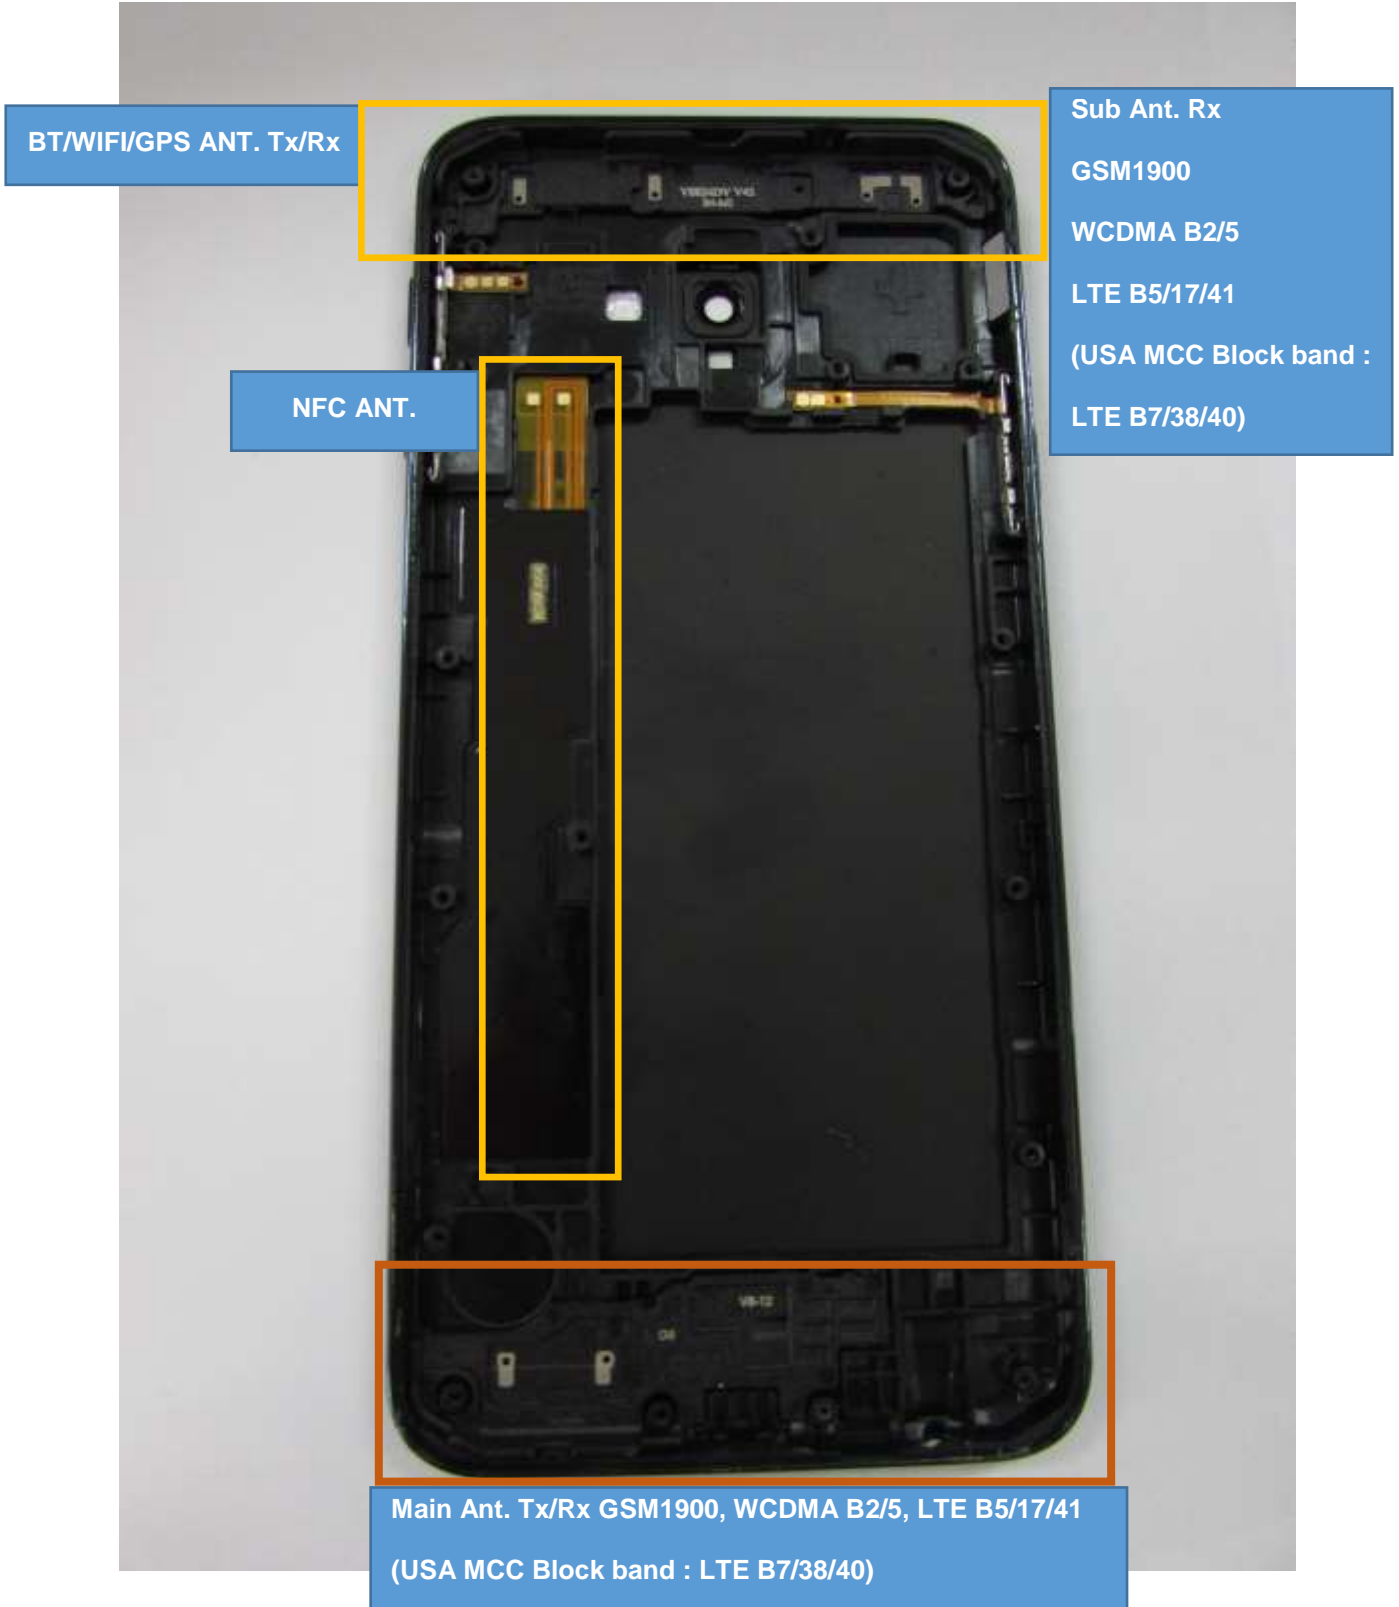 BT/WIFI/GPS ANT. Tx/Rx
Sub Ant. Rx
GSM1900
WCDMA B2/5
LTE B5/17/41
(USA MCC Block band :
LTE B7/38/40)
NFC ANT.
Main Ant. Tx/Rx GSM1900, WCDMA B2/5, LTE B5/17/41
(USA MCC Block band : LTE B7/38/40)